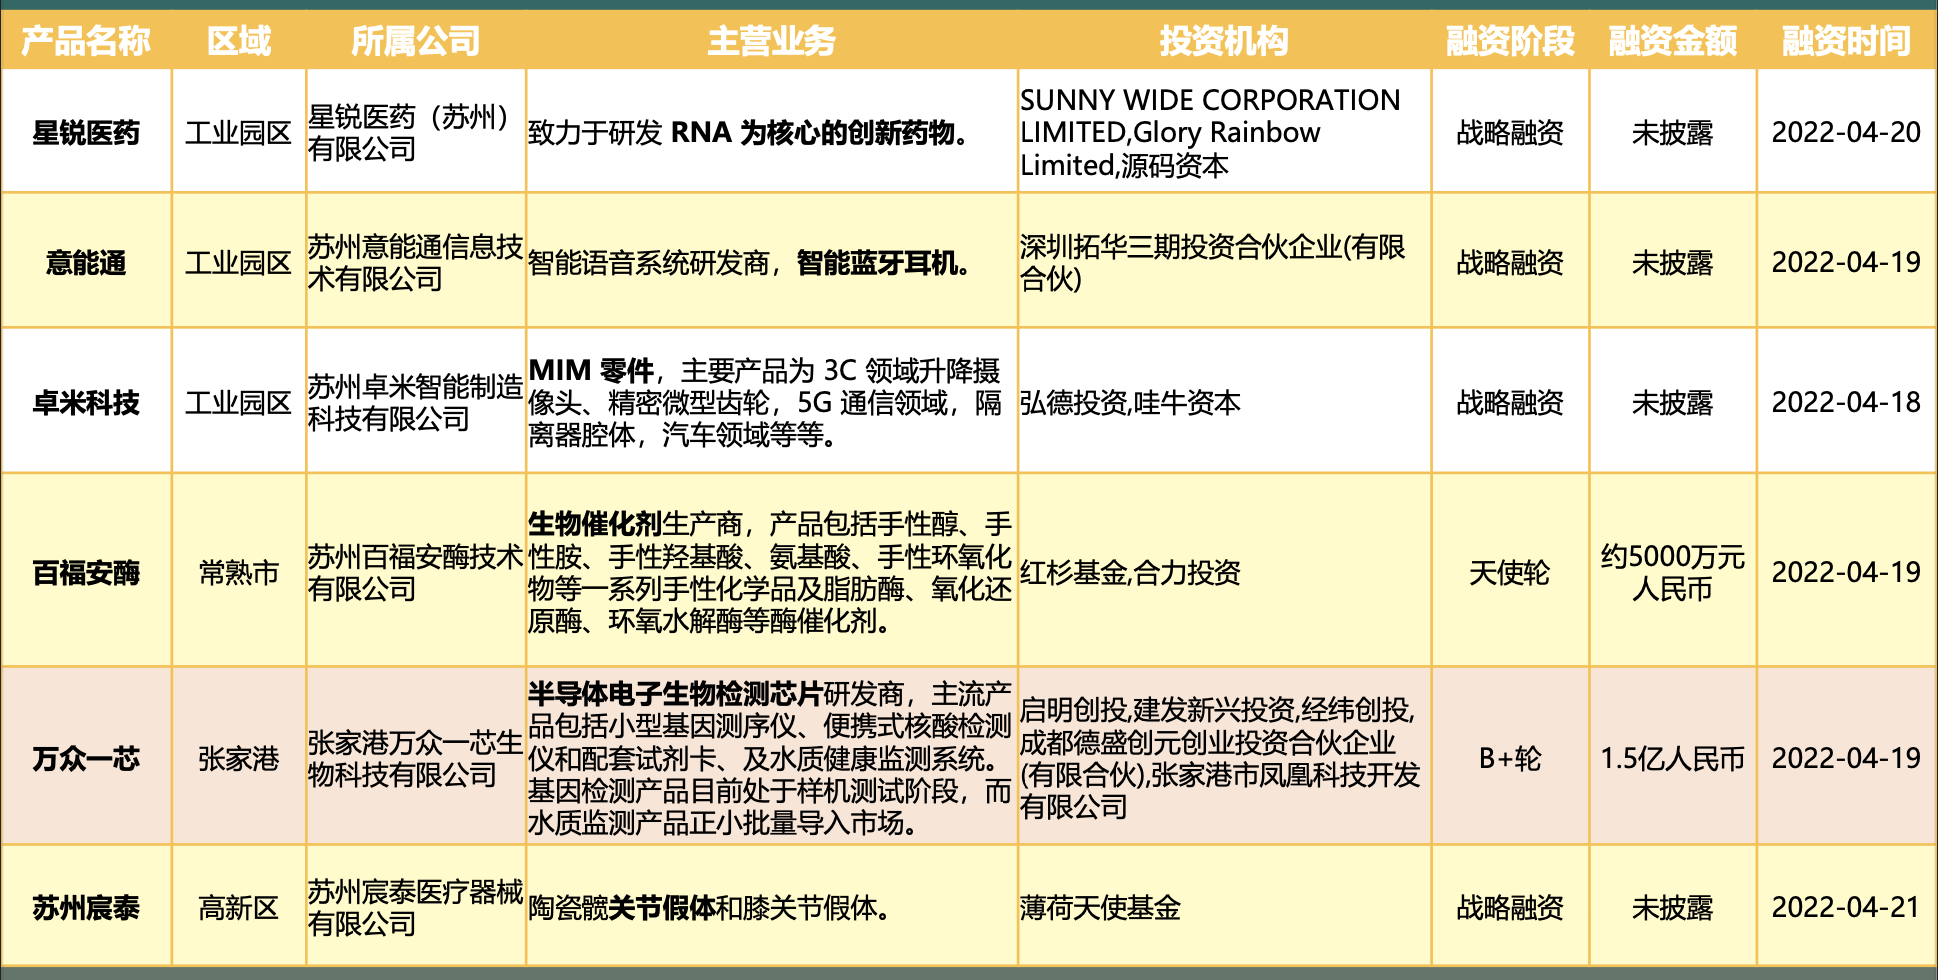 产品名称 区域 所属公司 主营业务 投资机构 融资阶段 融资金额 融资时间
星锐医药
工业园区
星锐医药（苏州）
有限公司
致力于研发 RNA 为核心的创新药物。
SUNNY WIDE CORPORATION
LIMITED,Glory Rainbow
Limited,源码资本
战略融资
未披露
2022-04-20
意能通
工业园区
苏州意能通信息技
术有限公司
智能语音系统研发商，智能蓝牙耳机。
深圳拓华三期投资合伙企业(有限
合伙)
战略融资
未披露
2022-04-19
卓米科技
工业园区
苏州卓米智能制造
科技有限公司
MIM 零件，主要产品为 3C 领域升降摄
像头、精密微型齿轮，5G 通信领域，隔
离器腔体，汽车领域等等。
弘德投资,哇牛资本
战略融资
未披露
2022-04-18
百福安酶
常熟市
苏州百福安酶技术
有限公司
生物催化剂生产商，产品包括手性醇、手
性胺、手性羟基酸、氨基酸、手性环氧化
物等一系列手性化学品及脂肪酶、氧化还
原酶、环氧水解酶等酶催化剂。
红杉基金,合力投资
天使轮
约5000万元
人民币
2022-04-19
万众一芯
张家港
张家港万众一芯生
物科技有限公司
半导体电子生物检测芯片研发商，主流产
品包括小型基因测序仪、便携式核酸检测
仪和配套试剂卡、及水质健康监测系统。
基因检测产品目前处于样机测试阶段，而
水质监测产品正小批量导入市场。
启明创投,建发新兴投资,经纬创投,
成都德盛创元创业投资合伙企业
(有限合伙),张家港市凤凰科技开发
有限公司
B+轮
1.5亿人民币
2022-04-19
苏州宸泰
高新区
苏州宸泰医疗器械
有限公司
陶瓷髋关节假体和膝关节假体。
薄荷天使基金
战略融资
未披露
2022-04-21